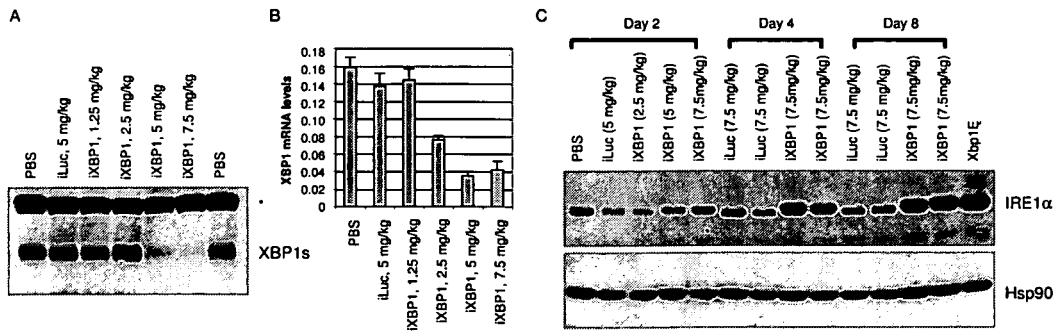 A
PBS
iLuc, 5 mg/kg
iXBP1, 1.25 mg/kg
iXBP1, 2.5 mg/kg
iXBP1, 5 mg/kg
iXBP1, 7.5 mg/kg
PBS
XBP1s
B
XBP1 mRNA levels
0.18
0.16
0.14
0.12
0.10
0.08
0.06
0.04
0.02
0
PBS
iLuc, 5 mg/kg
iXBP1, 1.25 mg/kg
iXBP1, 2.5 mg/kg
iXBP1, 5 mg/kg
iXBP1, 7.5 mg/kg
C
Day 2
Day 4
Day 8
PBS
iLuc (5 mg/kg)
iXBP1 (2.5 mg/kg)
iXBP1 (5 mg/kg)
iXBP1 (7.5mg/kg)
iLuc (7.5 mg/kg)
iLuc (7.5 mg/kg)
iXBP1 (7.5mg/kg)
iXBP1 (7.5mg/kg)
iLuc (7.5 mg/kg)
iLuc (7.5 mg/kg)
iXBP1 (7.5mg/kg)
iXBP1 (7.5mg/kg)
IRE1α
Hsp90